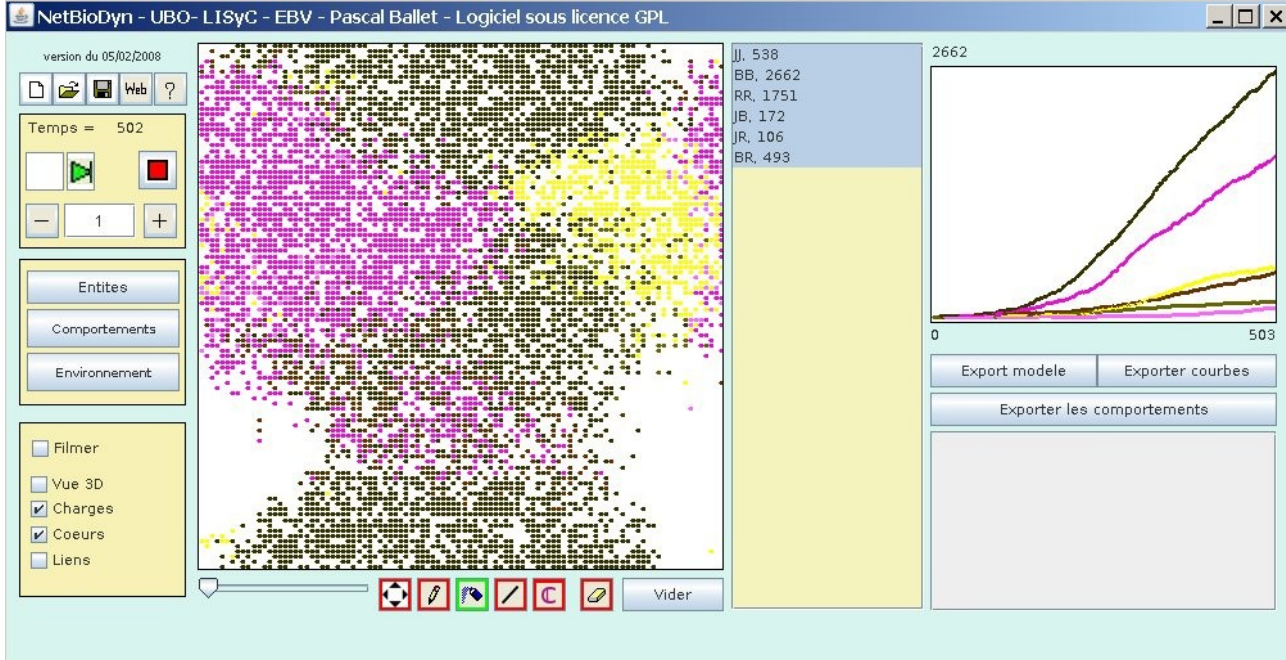 NetBioDyn - UBO- LISyC - EBV - Pascal Ballet - Logiciel sous licence GPL
version du 05/02/2008
Web ?
Temps = 502
— 1 +
Entites
Comportements
Environnement
Filmer
Vue 3D
Charges
Coeurs
Liens
C
Vider
JJ, 538
BB, 2662
RR, 1751
JB, 172
JR, 106
BR, 493
2662
0 503
Export modele Exporter courbes
Exporter les comportements